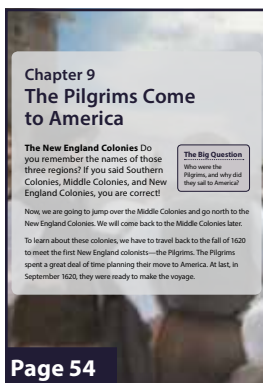 Chapter 9
The Pilgrims Come
to America
The New England Colonies Do
you remember the names of those
three regions? If you said Southern
Colonies, Middle Colonies, and New
England Colonies, you are correct!
The Big Question
Who were the
Pilgrims, and why did
they sail to America?
Now, we are going to jump over the Middle Colonies and go north to the
New England Colonies. We will come back to the Middle Colonies later.
To learn about these colonies, we have to travel back to the fall of 1620
to meet the first New England colonists—the Pilgrims. The Pilgrims
spent a great deal of time planning their move to America. At last, in
September 1620, they were ready to make the voyage.
Page 54